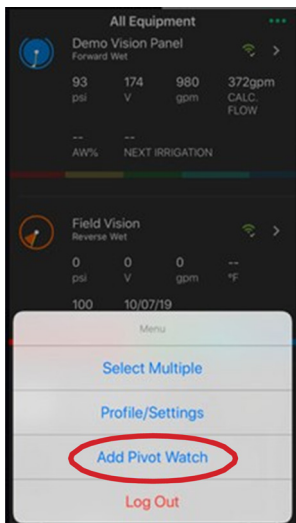 All Equipment
Demo Vision Panel
Forward Wet
93 174 980 372gpm
psi V gpm CALC. FLOW
-- --
AW% NEXT IRRIGATION
Field Vision
Reverse Wet
0 0 0 --
psi V gpm °F
100 10/07/19
Menu
Select Multiple
Profile/Settings
Add Pivot Watch
Log Out